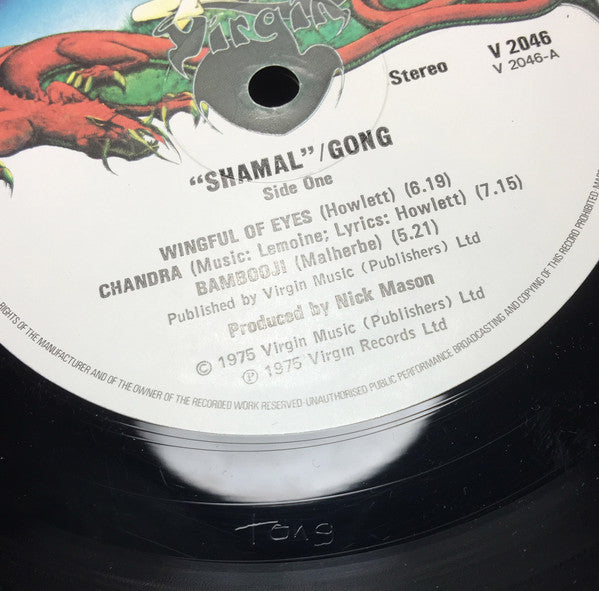 Virgin
Stereo
V 2046
V 2046-A
"SHAMAL"/GONG
Side One
WINGFUL OF EYES (Howlett) (6.19)
CHANDRA (Music: Lemoine; Lyrics: Howlett) (7.15)
BAMBOOJI (Malherbe) (5.21)
Published by Virgin Music (Publishers) Ltd
Produced by Nick Mason
© 1975 Virgin Music (Publishers) Ltd
℗ 1975 Virgin Records Ltd
RIGHTS OF THE MANUFACTURER AND OF THE OWNER OF THE RECORDED WORK RESERVED-UNAUTHORISED PUBLIC PERFORMANCE BROADCASTING AND COPYING OF THIS RECORD PROHIBITED.
Tong